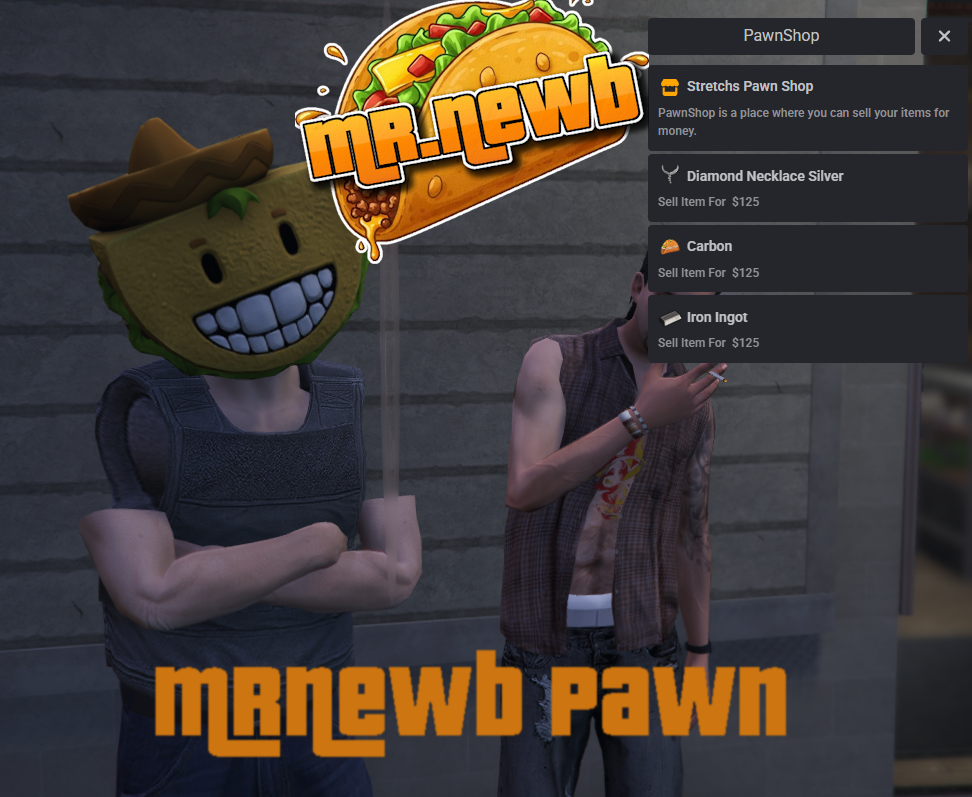 mr.newb
PawnShop
Stretchs Pawn Shop
PawnShop is a place where you can sell your items for
money.
Diamond Necklace Silver
Sell Item For $125
Carbon
Sell Item For $125
Iron Ingot
Sell Item For $125
mrnewb pawn